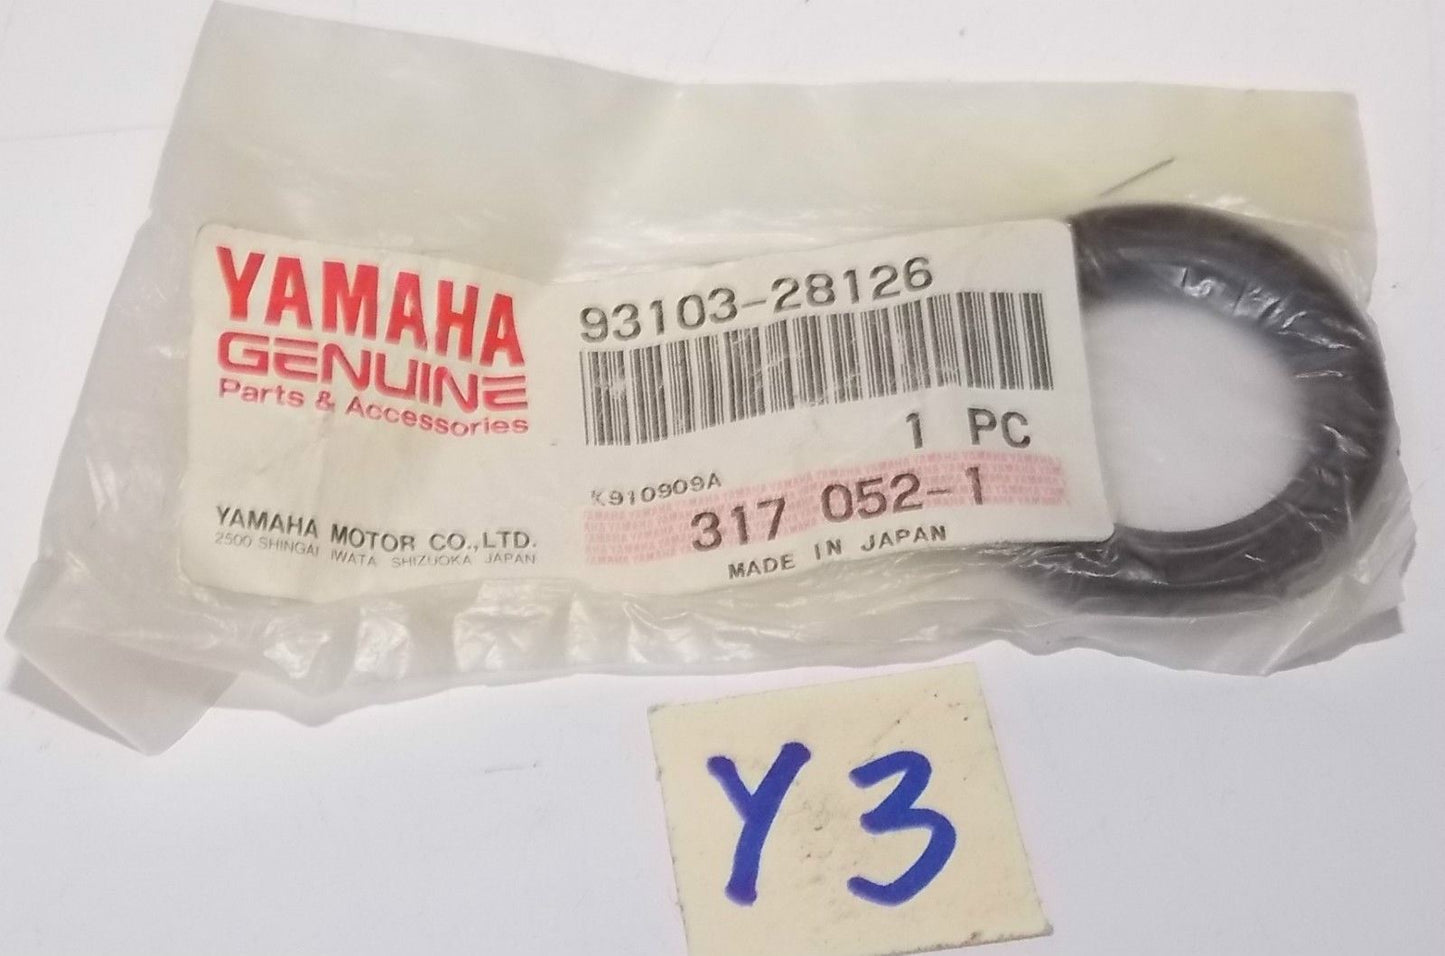 YAMAHA
GENUINE
Parts & Accessories
YAMAHA MOTOR CO.,LTD.
2500 SHINGAI IWATA SHIZUOKA JAPAN
93103-28126
1 PC
K910909A
317 052-1
MADE IN JAPAN
Y3